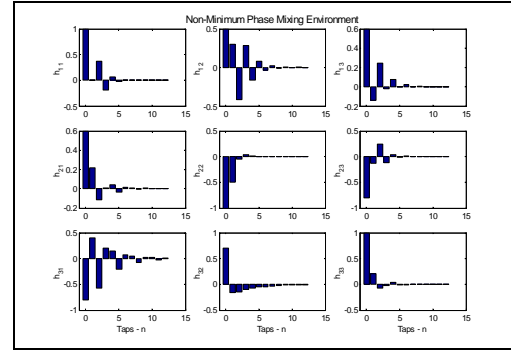 Non-Minimum Phase Mixing Environment
1 0.5 0 -0.5 0 5 10 15 h11
0.5 0 -0.5 0 5 10 15 h12
0.6 0.4 0.2 0 -0.2 0 5 10 15 h13
0.6 0.4 0.2 0 -0.2 0 5 10 15 h21
0.5 0 -0.5 -1 0 5 10 15 h22
0.5 0 -0.5 -1 0 5 10 15 h23
0.5 0 -0.5 -1 0 5 10 15 h31 Taps - n
1 0.5 0 -0.5 0 5 10 15 h32 Taps - n
1 0.5 0 -0.5 0 5 10 15 h33 Taps - n